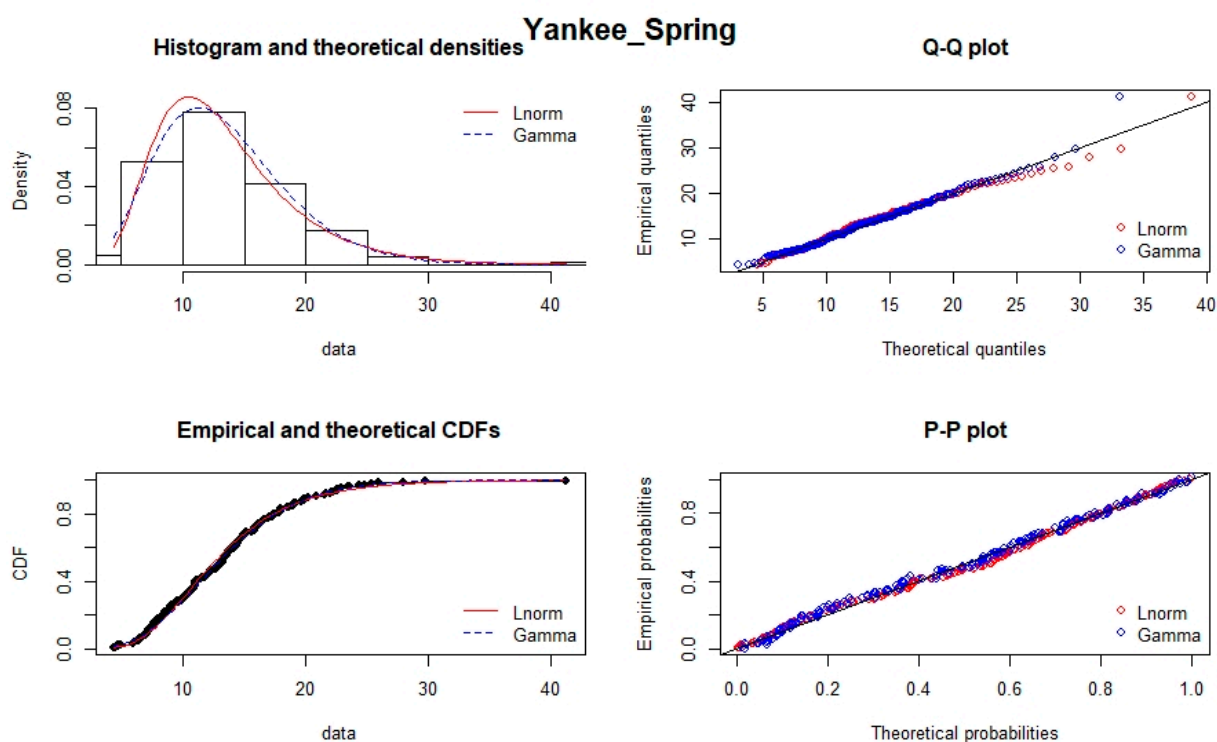 Yankee_Spring
Histogram and theoretical densities
Density
0.00
0.04
0.08
Lnorm
Gamma
10
20
30
40
data
Q-Q plot
Empirical quantiles
10
20
30
40
Lnorm
Gamma
5
10
15
20
25
30
35
40
Theoretical quantiles
Empirical and theoretical CDFs
CDF
0.0
0.4
0.8
Lnorm
Gamma
10
20
30
40
data
P-P plot
Empirical probabilities
0.0
0.4
0.8
Lnorm
Gamma
0.0
0.2
0.4
0.6
0.8
1.0
Theoretical probabilities